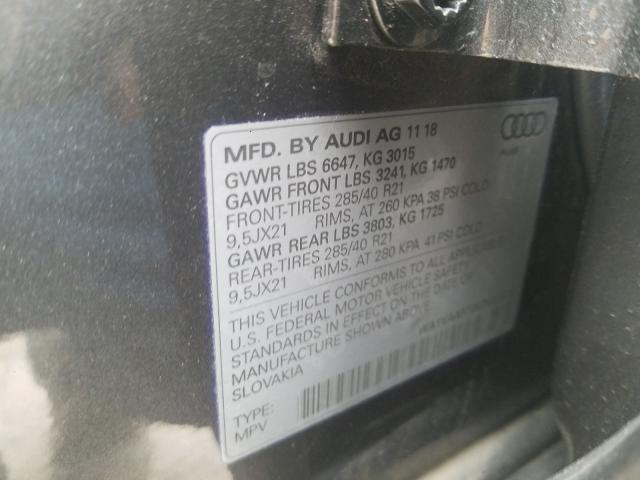 MFD. BY AUDI AG 11 18
GVWR LBS 6647, KG 3015
GAWR FRONT LBS 3241, KG 1470
FRONT-TIRES 285/40 R21
9,5JX21 RIMS, AT 260 KPA 38 PSI COLD
GAWR REAR LBS 3803, KG 1725
REAR-TIRES 285/40 R21
9,5JX21 RIMS, AT 280 KPA 41 PSI COLD
THIS VEHICLE CONFORMS TO ALL APPLICABLE
U.S. FEDERAL MOTOR VEHICLE SAFETY
STANDARDS IN EFFECT ON THE DATE OF
MANUFACTURE SHOWN ABOVE
SLOVAKIA
TYPE:
MPV